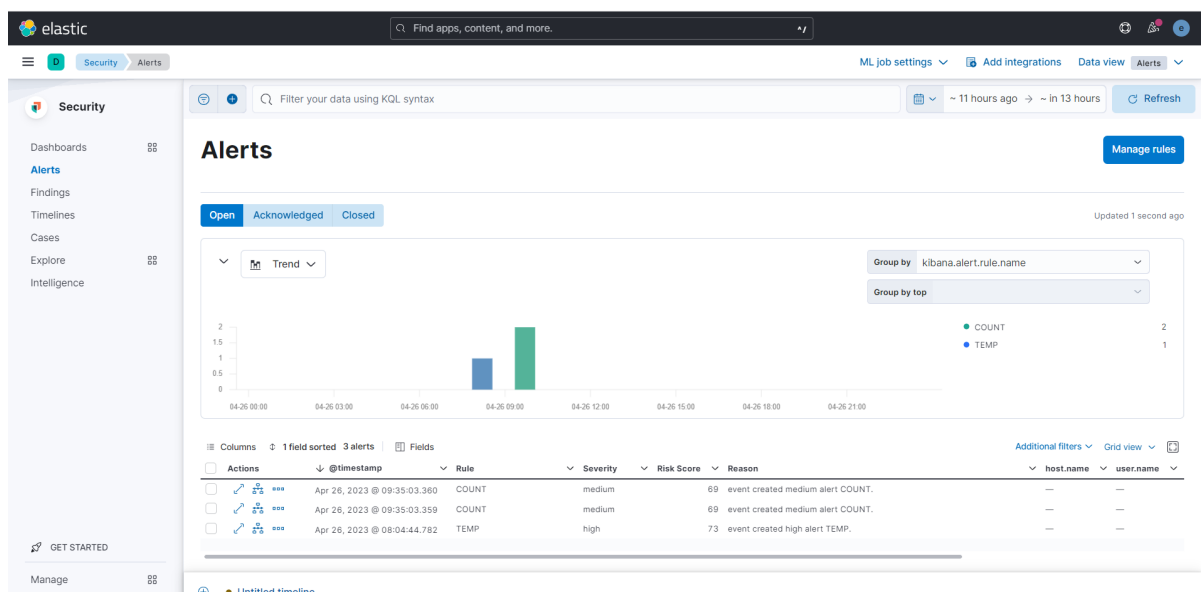 elastic
Find apps, content, and more.
^/
e
D
Security
Alerts
ML job settings
Add integrations
Data view
Alerts
Security
Dashboards
Alerts
Findings
Timelines
Cases
Explore
Intelligence
GET STARTED
Manage
Filter your data using KQL syntax
~ 11 hours ago → ~ in 13 hours
Refresh
Alerts
Manage rules
Open Acknowledged Closed
Updated 1 second ago
Trend
Group by kibana.alert.rule.name
Group by top
2
1.5
1
0.5
0
04-26 00:00 04-26 03:00 04-26 06:00 04-26 09:00 04-26 12:00 04-26 15:00 04-26 18:00 04-26 21:00
COUNT 2
TEMP 1
Columns 1 field sorted 3 alerts Fields
Additional filters Grid view
Actions @timestamp Rule Severity Risk Score Reason host.name user.name
Apr 26, 2023 @ 09:35:03.360 COUNT medium 69 event created medium alert COUNT. — —
Apr 26, 2023 @ 09:35:03.359 COUNT medium 69 event created medium alert COUNT. — —
Apr 26, 2023 @ 08:04:44.782 TEMP high 73 event created high alert TEMP. — —
Untitled timeline